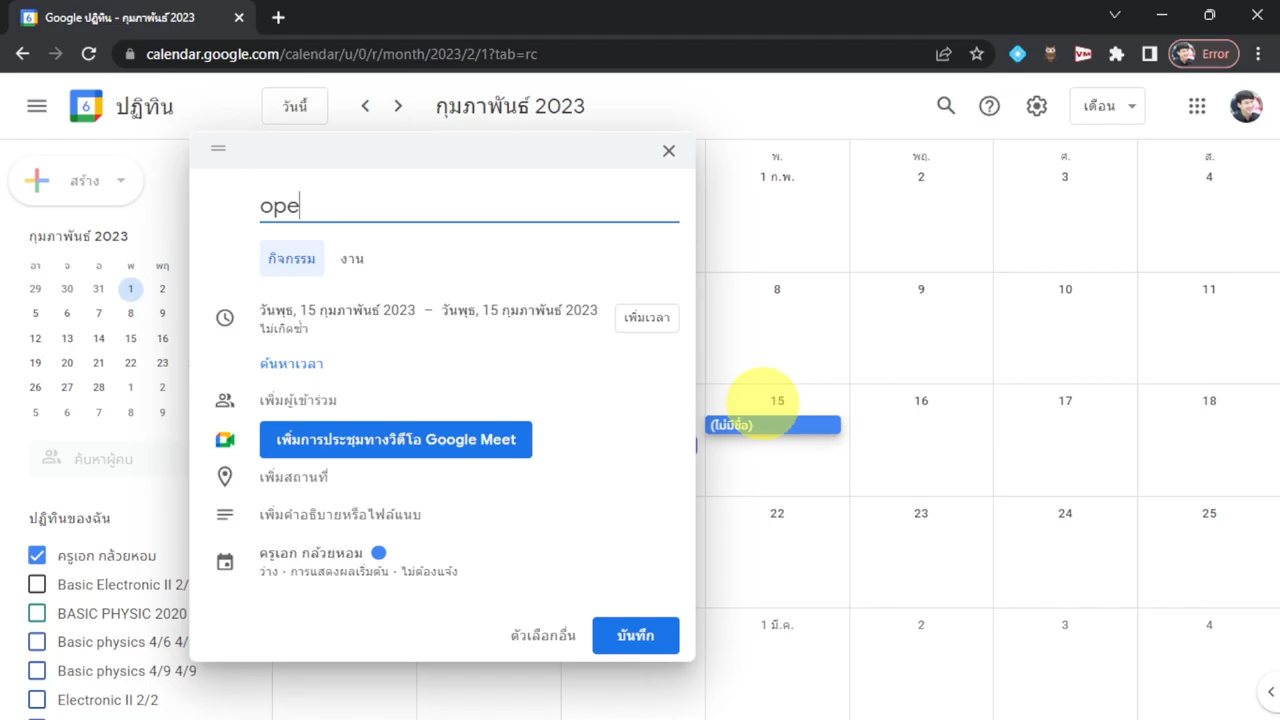 Google ปฏิทิน - กุมภาพันธ์ 2023
calendar.google.com/calendar/u/0/r/month/2023/2/1?tab=rc
Error
6 ปฏิทิน
วันนี้
กุมภาพันธ์ 2023
เดือน
สร้าง
กุมภาพันธ์ 2023
อา จ อ พ พฤ
29 30 31 1 2
5 6 7 8 9
12 13 14 15 16
19 20 21 22 23
26 27 28 1 2
5 6 7 8 9
ค้นหาผู้คน
ปฏิทินของฉัน
ครูเอก กล้วยหอม
Basic Electronic II 2/
BASIC PHYSIC 2020
Basic physics 4/6 4/
Basic physics 4/9 4/9
Electronic II 2/2
ope
กิจกรรม งาน
วันพุธ, 15 กุมภาพันธ์ 2023 – วันพุธ, 15 กุมภาพันธ์ 2023
ไม่เกิดซ้ำ
เพิ่มเวลา
ค้นหาเวลา
เพิ่มผู้เข้าร่วม
เพิ่มการประชุมทางวิดีโอ Google Meet
เพิ่มสถานที่
เพิ่มคำอธิบายหรือไฟล์แนบ
ครูเอก กล้วยหอม
ว่าง · การแสดงผลเริ่มต้น · ไม่ต้องแจ้ง
ตัวเลือกอื่น
บันทึก
พ. พฤ. ศ. ส.
1 ก.พ. 2 3 4
8 9 10 11
15 16 17 18
(ไม่มีชื่อ)
22 23 24 25
1 มี.ค. 2 3 4